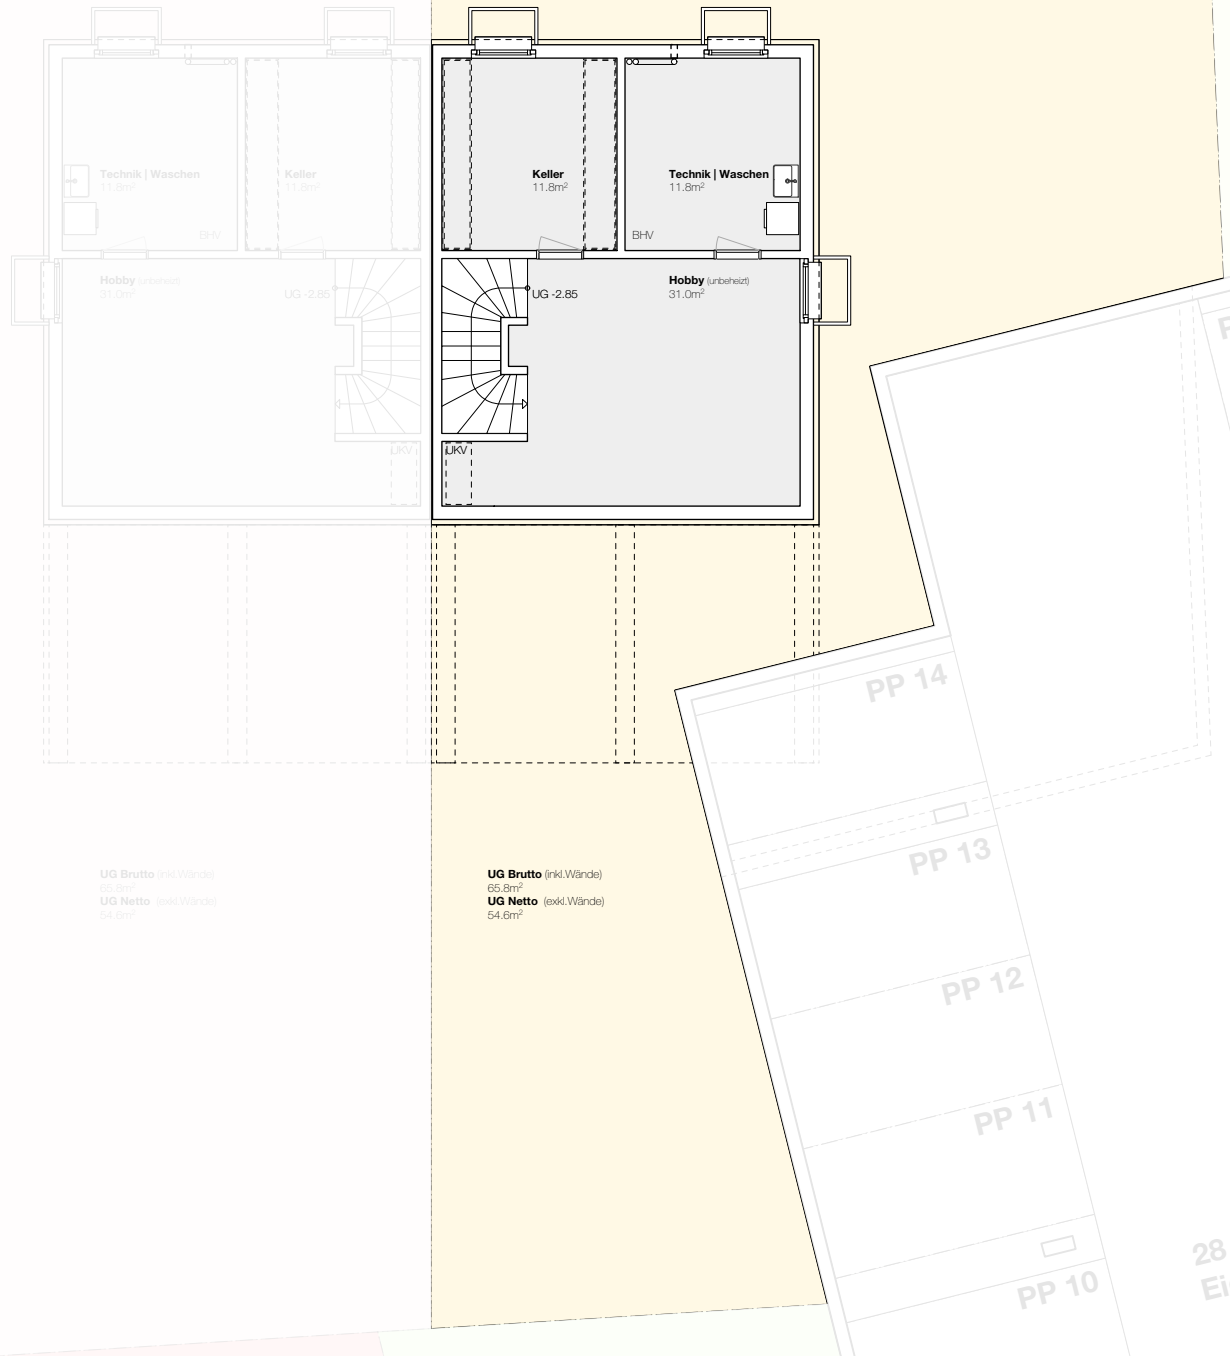 Technik | Waschen
11.8m²
BHV
Keller
11.8m²
Hobby (unbeheizt)
31.0m²
UG -2.85
UKV
Keller
11.8m²
Technik | Waschen
11.8m²
BHV
UG -2.85
Hobby (unbeheizt)
31.0m²
UKV
PP 14
PP 13
UG Brutto (inkl.Wände)
65.8m²
UG Netto (exkl.Wände)
54.6m²
UG Brutto (inkl.Wände)
65.8m²
UG Netto (exkl.Wände)
54.6m²
PP 12
PP 11
PP 10
28
Ei